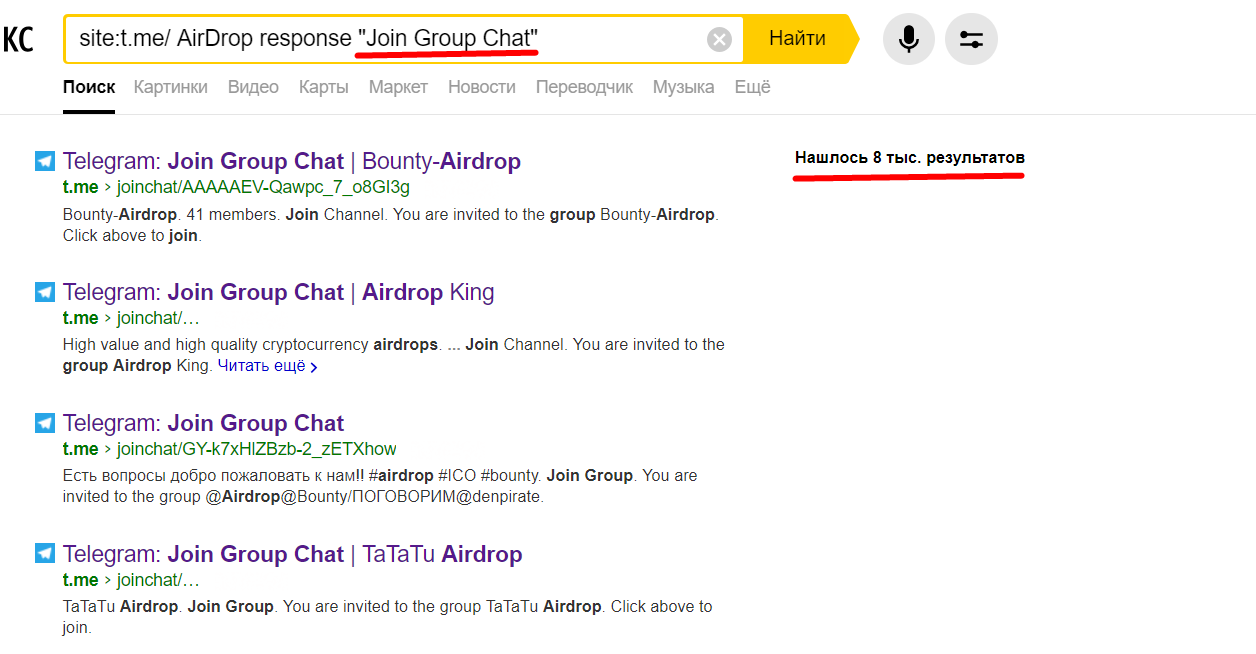 КС
site:t.me/ AirDrop response "Join Group Chat"
Найти
Поиск Картинки Видео Карты Маркет Новости Переводчик Музыка Ещё
Telegram: Join Group Chat | Bounty-Airdrop
t.me › joinchat/AAAAAEV-Qawpc_7_o8GI3g
Bounty-Airdrop. 41 members. Join Channel. You are invited to the group Bounty-Airdrop.
Click above to join.
Нашлось 8 тыс. результатов
Telegram: Join Group Chat | Airdrop King
t.me › joinchat/…
High value and high quality cryptocurrency airdrops. ... Join Channel. You are invited to the
group Airdrop King. Читать ещё ›
Telegram: Join Group Chat
t.me › joinchat/GY-k7xHlZBzb-2_zETXhow
Есть вопросы добро пожаловать к нам!! #airdrop #ICO #bounty. Join Group. You are
invited to the group @Airdrop@Bounty/ПОГОВОРИМ@denpirate.
Telegram: Join Group Chat | TaTaTu Airdrop
t.me › joinchat/…
TaTaTu Airdrop. Join Group. You are invited to the group TaTaTu Airdrop. Click above to
join.